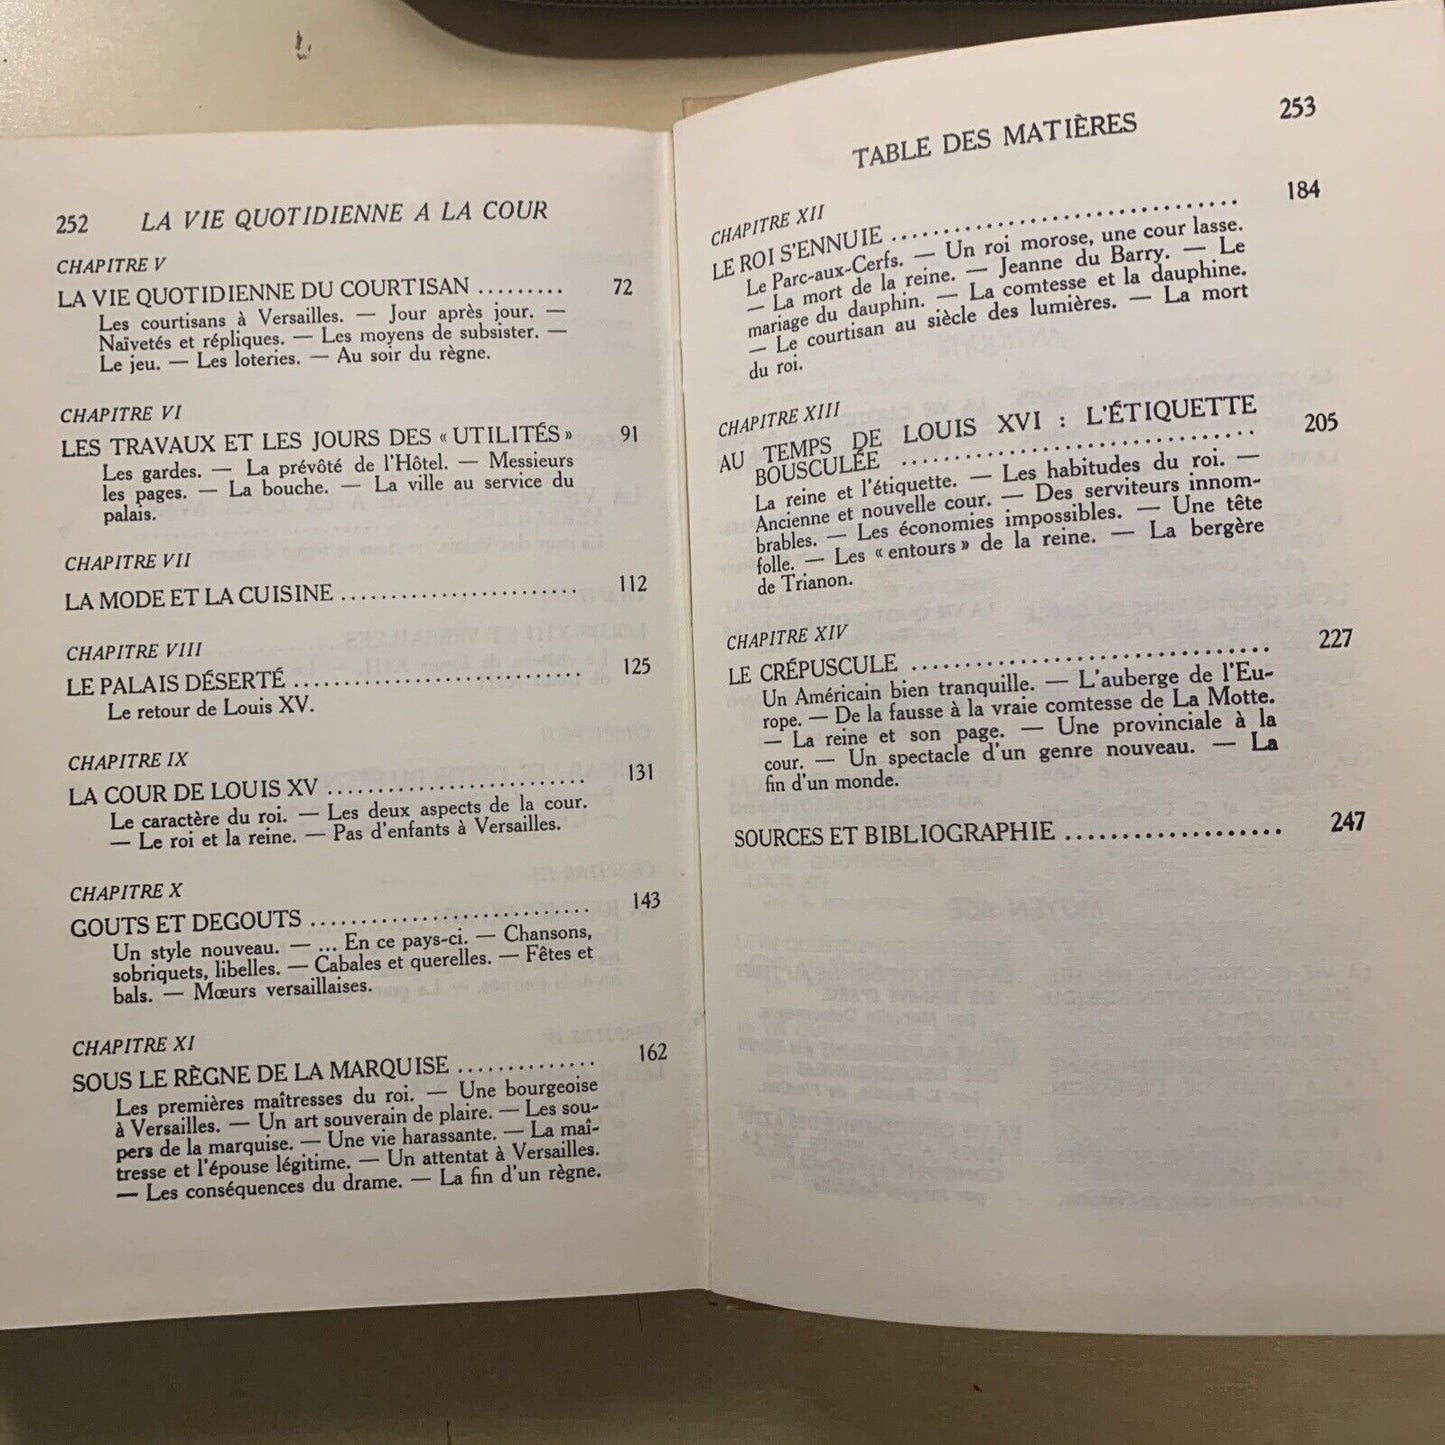 252 LA VIE QUOTIDIENNE A LA COUR
CHAPITRE V
LA VIE QUOTIDIENNE DU COURTISAN ......... 72
Les courtisans à Versailles. — Jour après jour. —
Naïvetés et répliques. — Les moyens de subsister. —
Le jeu. — Les loteries. — Au soir du règne.
CHAPITRE VI
LES TRAVAUX ET LES JOURS DES « UTILITÉS » 91
Les gardes. — La prévôté de l'Hôtel. — Messieurs
les pages. — La bouche. — La ville au service du
palais.
CHAPITRE VII
LA MODE ET LA CUISINE ........................ 112
CHAPITRE VIII
LE PALAIS DÉSERTÉ ............................. 125
Le retour de Louis XV.
CHAPITRE IX
LA COUR DE LOUIS XV .......................... 131
Le caractère du roi. — Les deux aspects de la cour.
— Le roi et la reine. — Pas d'enfants à Versailles.
CHAPITRE X
GOUTS ET DEGOUTS ............................ 143
Un style nouveau. — ... En ce pays-ci. — Chansons,
sobriquets, libelles. — Cabales et querelles. — Fêtes et
bals. — Mœurs versaillaises.
CHAPITRE XI
SOUS LE RÈGNE DE LA MARQUISE .............. 162
Les premières maîtresses du roi. — Une bourgeoise
à Versailles. — Un art souverain de plaire. — Les sou-
pers de la marquise. — Une vie harassante. — La maî-
tresse et l'épouse légitime. — Un attentat à Versailles.
— Les conséquences du drame. — La fin d'un règne.
TABLE DES MATIÈRES 253
CHAPITRE XII
LE ROI S'ENNUIE .................................. 184
Le Parc-aux-Cerfs. — Un roi morose, une cour lasse.
— La mort de la reine. — Jeanne du Barry. — Le
mariage du dauphin. — La comtesse et la dauphine.
— Le courtisan au siècle des lumières. — La mort
du roi.
CHAPITRE XIII
AU TEMPS DE LOUIS XVI : L'ÉTIQUETTE
BOUSCULÉE .................................. 205
La reine et l'étiquette. — Les habitudes du roi. —
Ancienne et nouvelle cour. — Des serviteurs innom-
brables. — Les économies impossibles. — Une tête
folle. — Les « entours » de la reine. — La bergère
de Trianon.
CHAPITRE XIV
LE CRÉPUSCULE .................................. 227
Un Américain bien tranquille. — L'auberge de l'Eu-
rope. — De la fausse à la vraie comtesse de La Motte.
— La reine et son page. — Une provinciale à la
cour. — Un spectacle d'un genre nouveau. — La
fin d'un monde.
SOURCES ET BIBLIOGRAPHIE .................... 247